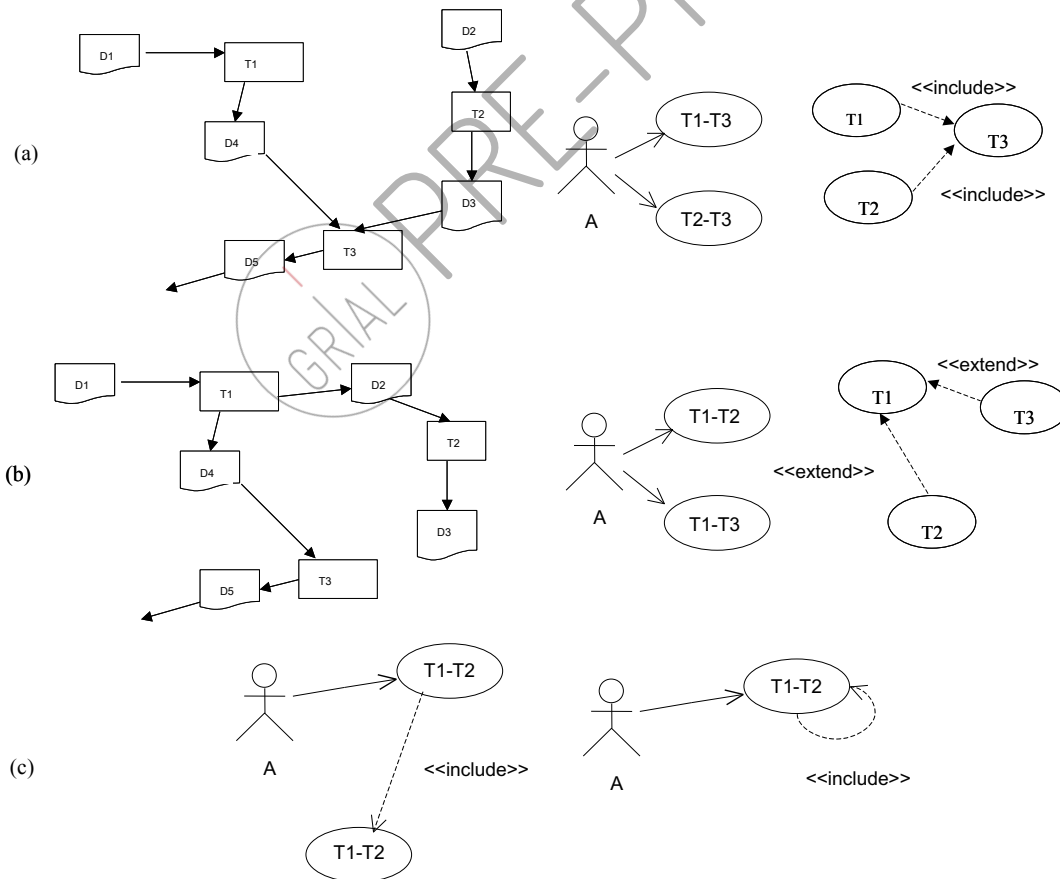 (a)
D1
T1
D4
D2
T2
D3
T3
D5
A
T1-T3
T2-T3
<<include>>
T1
T3
T2
<<include>>
PRE-PR
GRIAL
(b)
D1
T1
D2
D4
T2
D3
T3
D5
A
T1-T2
T1-T3
<<extend>>
T1
T3
<<extend>>
T2
(c)
A
T1-T2
<<include>>
T1-T2
A
T1-T2
<<include>>